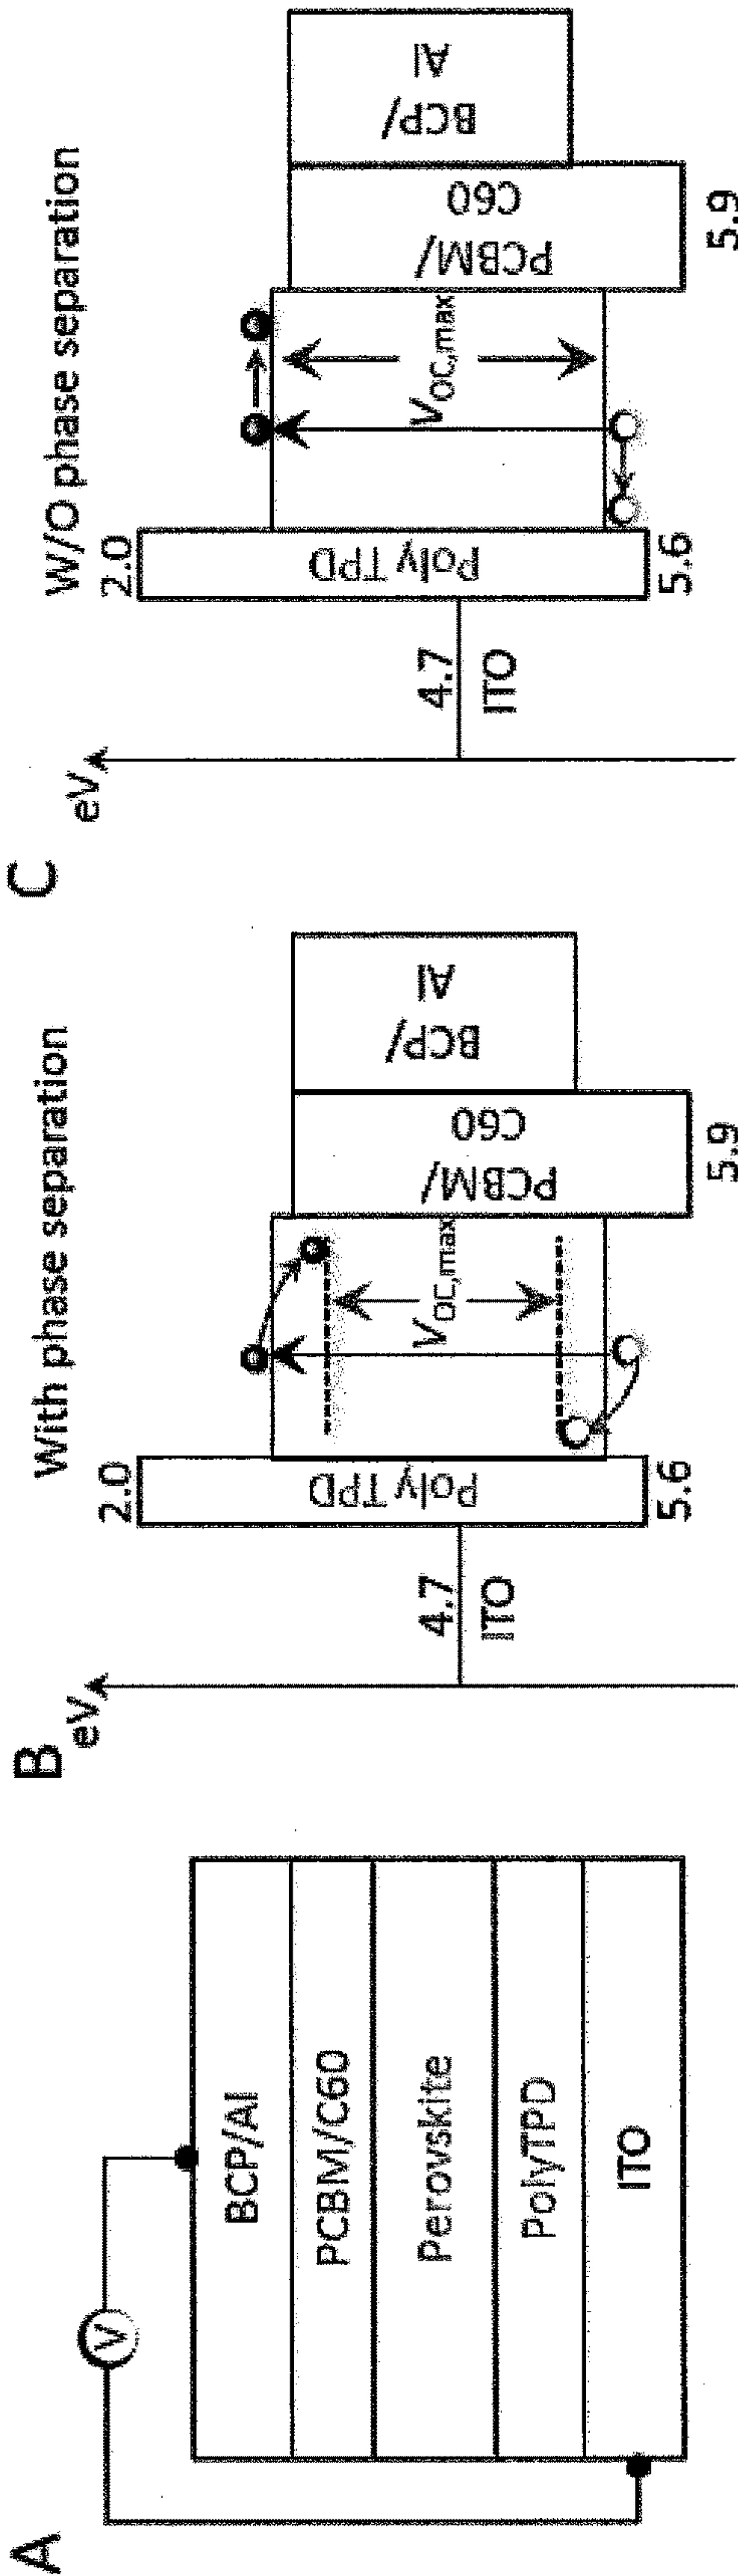 A
V
BCP/Al
PCBM/C60
Perovskite
PolyTPD
ITO
B
With phase separation
eV
2.0
4.7
ITO
Poly TPD
5.6
VOC,max
PCBM/
C60
5.9
BCP/
Al
C
W/O phase separation
eV
2.0
4.7
ITO
Poly TPD
5.6
VOC,max
PCBM/
C60
5.9
BCP/
Al